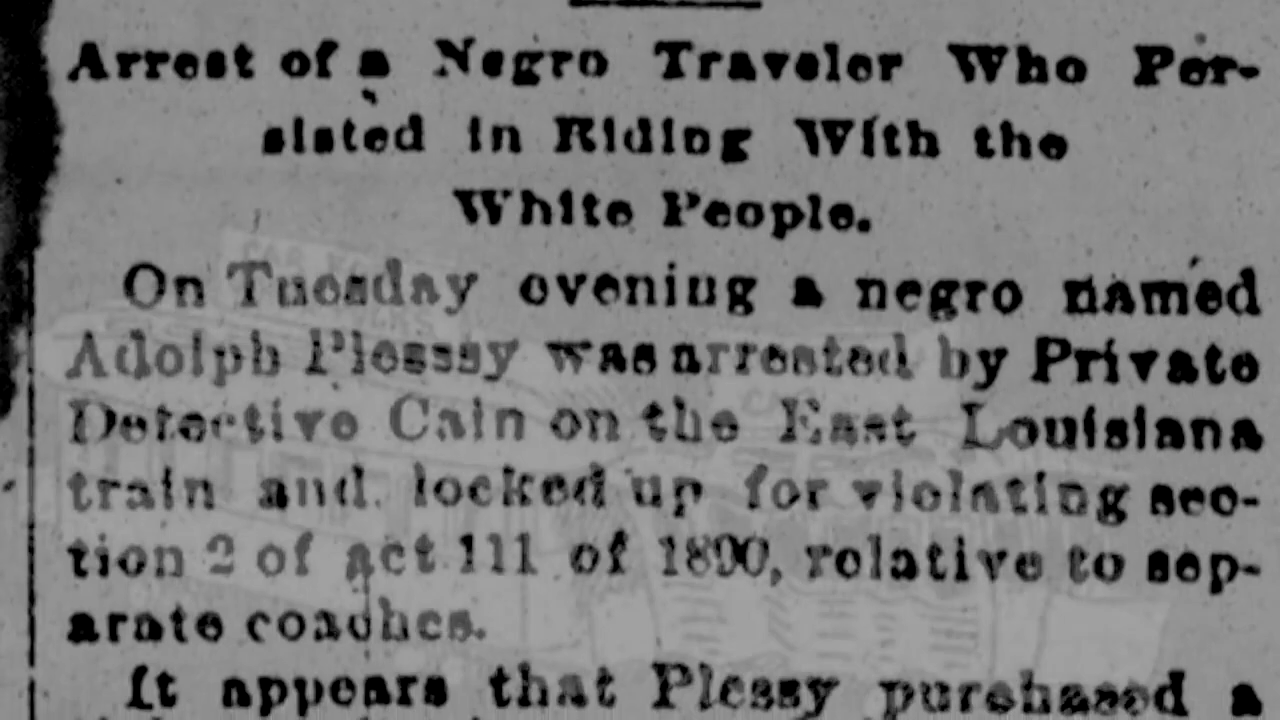 Arrest of a Negro Traveler Who Per-
sisted in Riding With the
White People.
On Tuesday evening a negro named
Adolph Plesssy was arrested by Private
Detective Cain on the East Louisiana
train and locked up for violating sec-
tion 2 of act 111 of 1890, relative to sep-
arate coaches.
It appears that Plessy purchased a